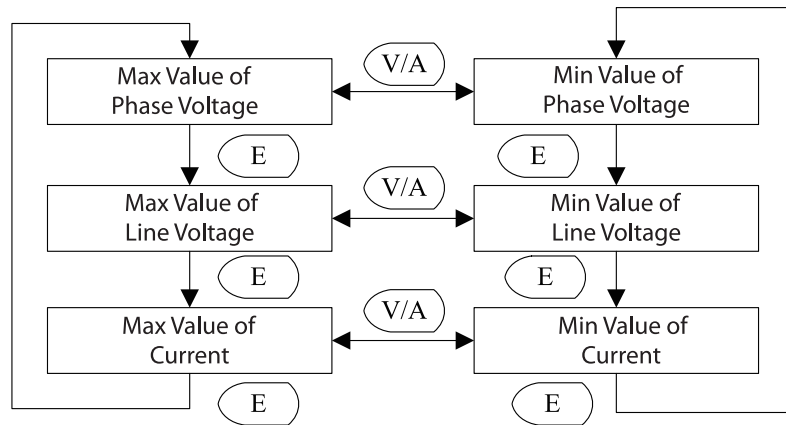 Max Value of
Phase Voltage
V/A
Min Value of
Phase Voltage
E
E
Max Value of
Line Voltage
V/A
Min Value of
Line Voltage
E
E
Max Value of
Current
V/A
Min Value of
Current
E
E